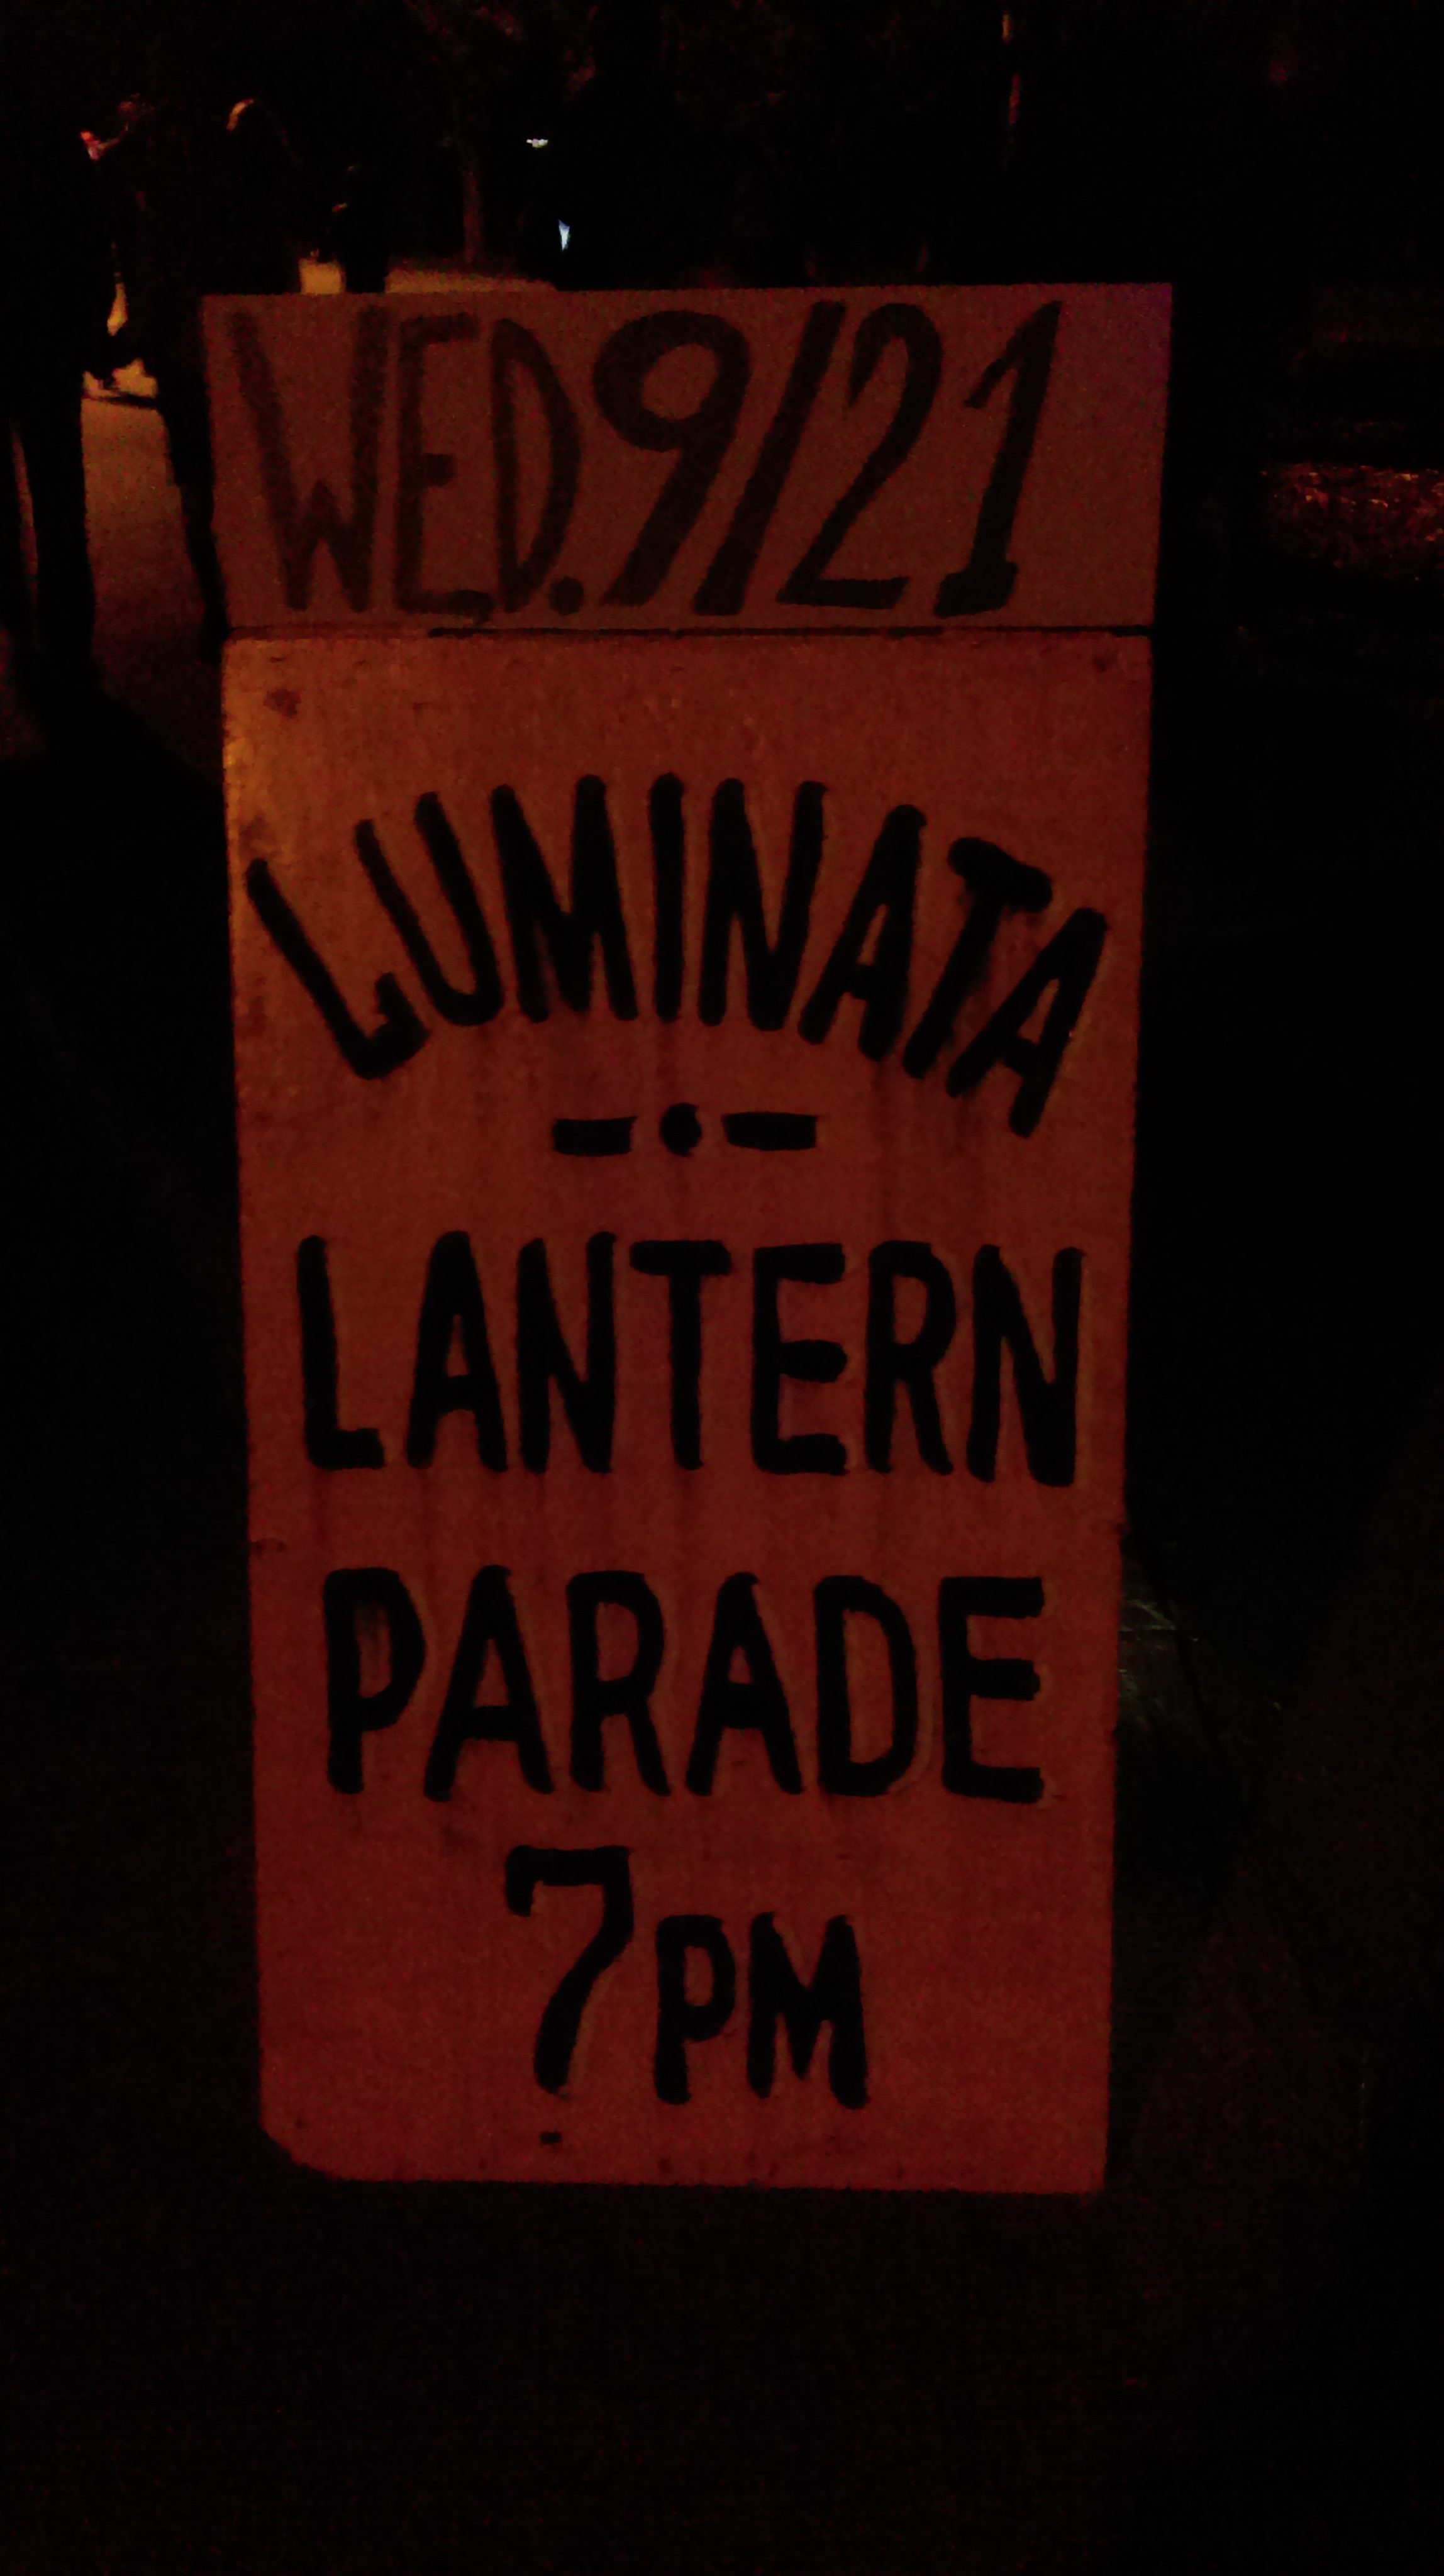 WED. 9/21
LUMINATA
-•-
LANTERN
PARADE
7PM